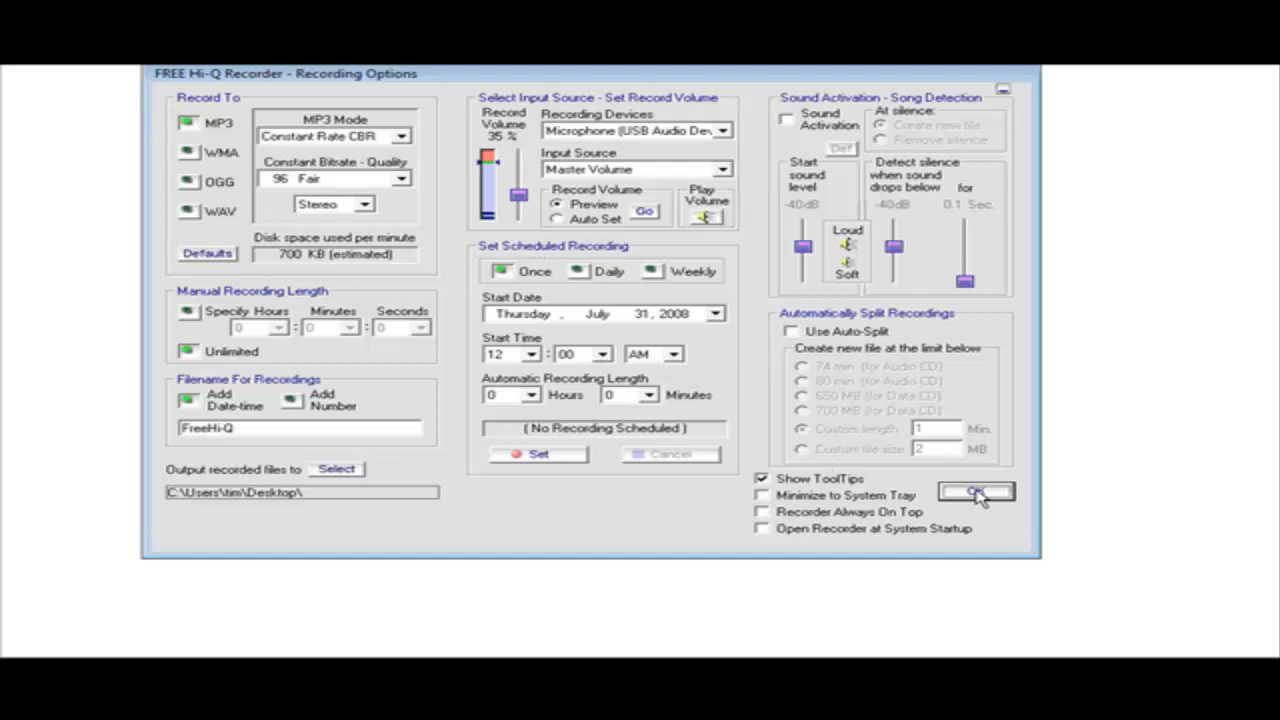 FREE Hi-Q Recorder - Recording Options
Record To
MP3
WMA
OGG
WAV
MP3 Mode
Constant Rate CBR
Constant Bitrate - Quality
96 Fair
Stereo
Disk space used per minute
Defaults
700 KB (estimated)
Manual Recording Length
Specify Hours Minutes Seconds
0 : 0 : 0
Unlimited
Filename For Recordings
Add Date-time
Add Number
FreeHi-Q
Output recorded files to Select
C:\Users\tim\Desktop\
Select Input Source - Set Record Volume
Record
Volume
35 %
Recording Devices
Microphone (USB Audio Dev
Input Source
Master Volume
Record Volume
Preview
Auto Set
Go
Play
Volume
Set Scheduled Recording
Once Daily Weekly
Start Date
Thursday , July 31, 2008
Start Time
12 : 00 AM
Automatic Recording Length
0 Hours 0 Minutes
( No Recording Scheduled )
Set Cancel
Sound Activation - Song Detection
Sound
Activation
At silence:
Create new file
Remove silence
Def
Start
sound
level
-40dB
Loud
Soft
Detect silence
when sound
drops below for
-40dB 0.1 Sec.
Automatically Split Recordings
Use Auto-Split
Create new file at the limit below
74 min (for Audio CD)
80 min (for Audio CD)
650 MB (for Data CD)
700 MB (for Data CD)
Custom length 1 Min.
Custom file size 2 MB
Show ToolTips
Minimize to System Tray
Recorder Always On Top
Open Recorder at System Startup